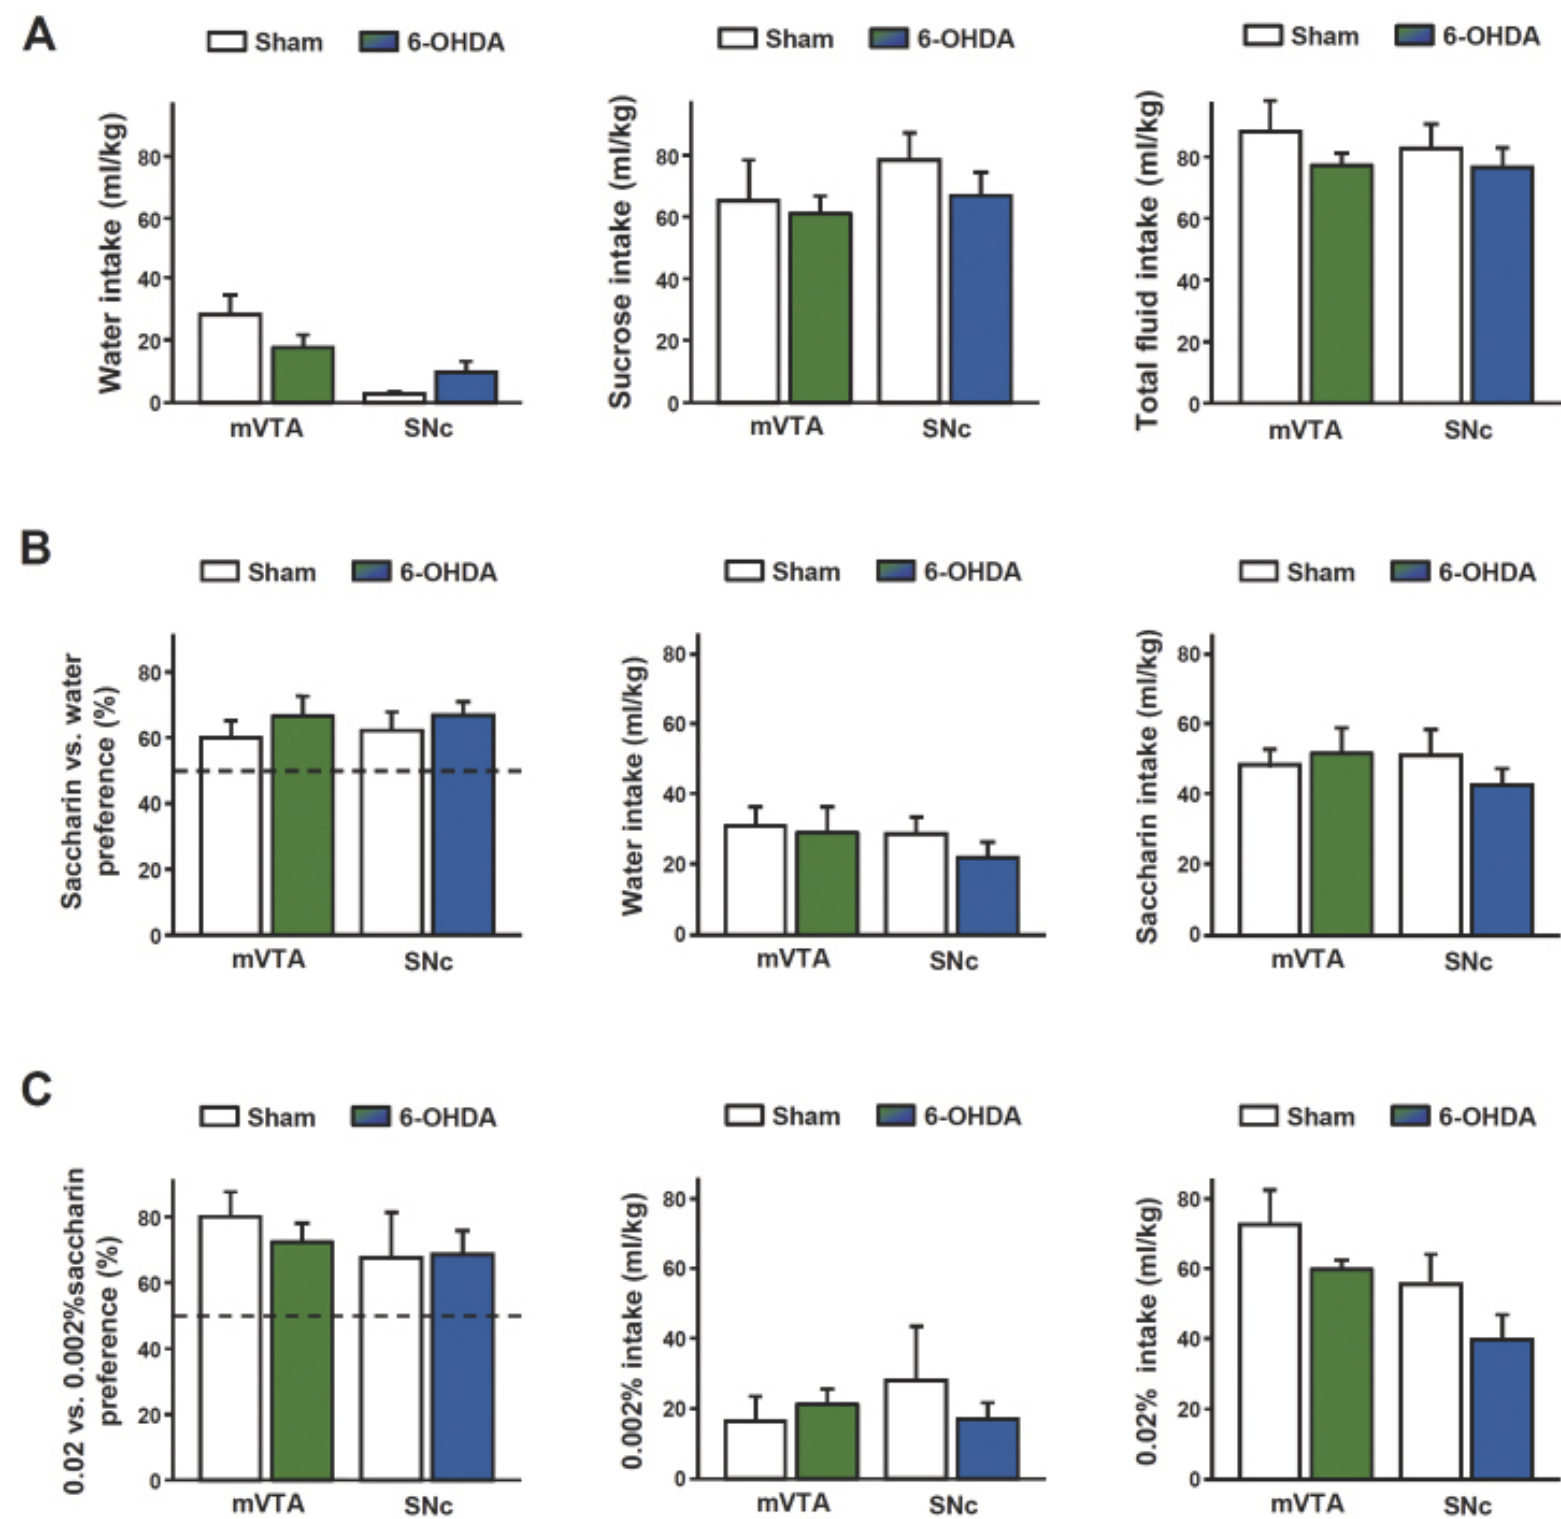 A
Sham 6-OHDA
Water intake (ml/kg)
80
60
40
20
0
mVTA SNc
Sham 6-OHDA
Sucrose intake (ml/kg)
80
60
40
20
0
mVTA SNc
Sham 6-OHDA
Total fluid intake (ml/kg)
80
60
40
20
0
mVTA SNc
B
Sham 6-OHDA
Saccharin vs. water
preference (%)
80
60
40
20
0
mVTA SNc
Sham 6-OHDA
Water intake (ml/kg)
80
60
40
20
0
mVTA SNc
Sham 6-OHDA
Saccharin intake (ml/kg)
80
60
40
20
0
mVTA SNc
C
Sham 6-OHDA
0.02 vs. 0.002%saccharin
preference (%)
80
60
40
20
0
mVTA SNc
Sham 6-OHDA
0.002% intake (ml/kg)
80
60
40
20
0
mVTA SNc
Sham 6-OHDA
0.02% intake (ml/kg)
80
60
40
20
0
mVTA SNc